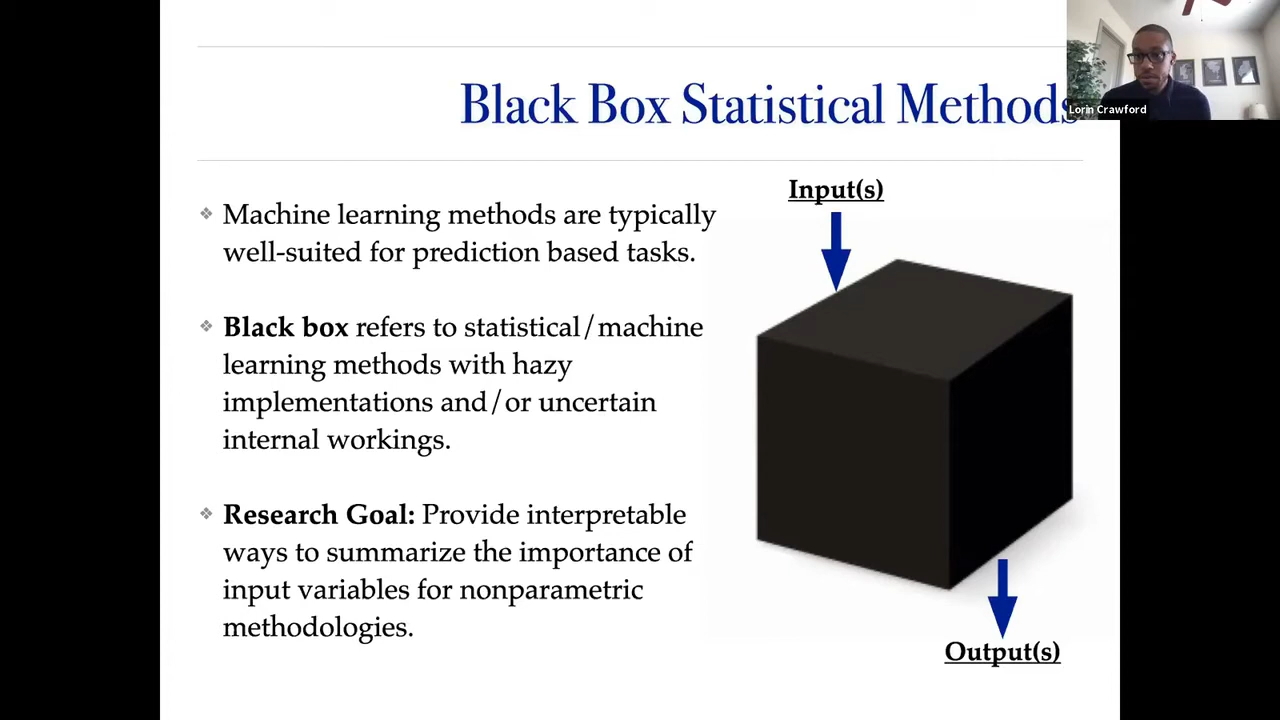 Black Box Statistical Methods
Lorin Crawford
Machine learning methods are typically
well-suited for prediction based tasks.
Black box refers to statistical/machine
learning methods with hazy
implementations and/or uncertain
internal workings.
Research Goal: Provide interpretable
ways to summarize the importance of
input variables for nonparametric
methodologies.
Input(s)
Output(s)